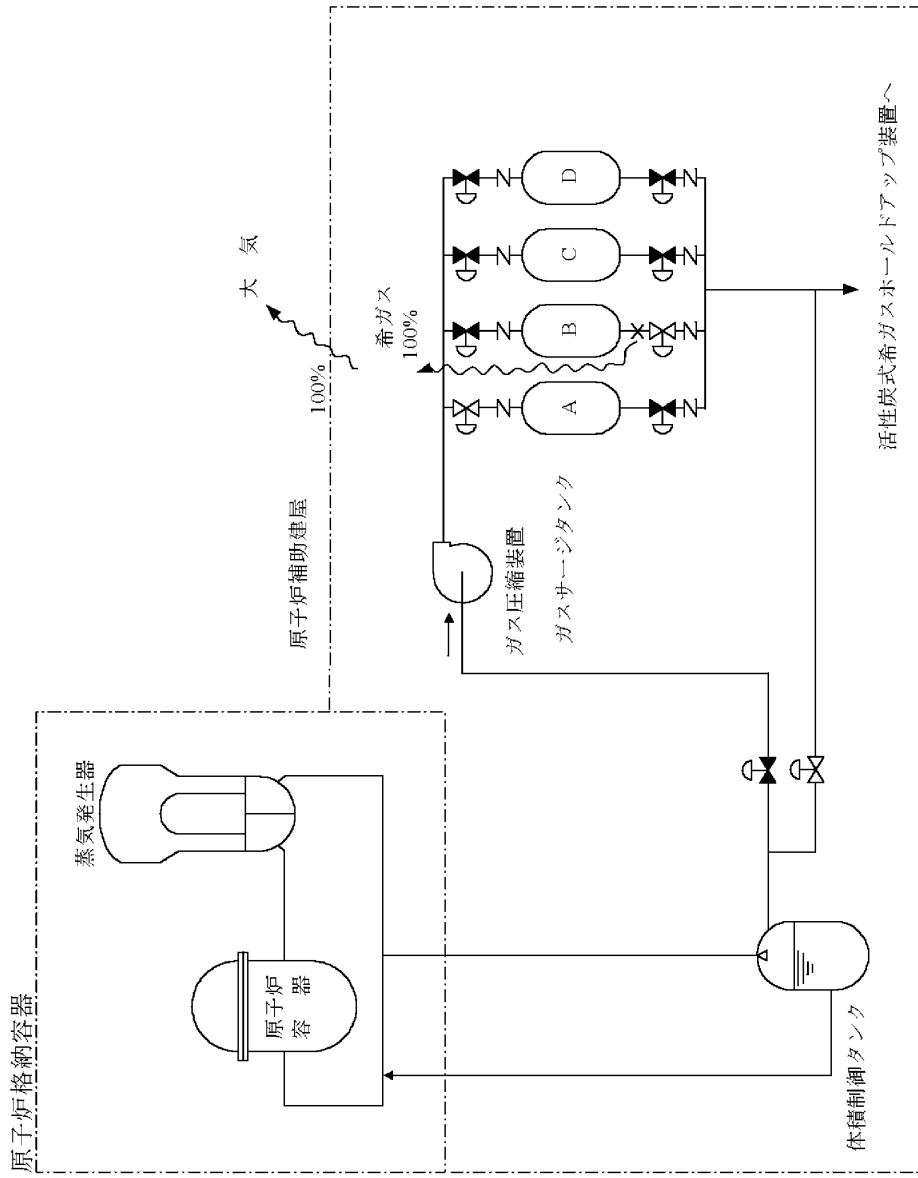 原子炉格納容器
蒸気発生器
原子炉
容　器
体積制御タンク
原子炉補助建屋
100%
大　気
希ガス
100%
ガス圧縮装置
ガスサージタンク
A
B
C
D
活性炭式希ガスホールドアップ装置へ